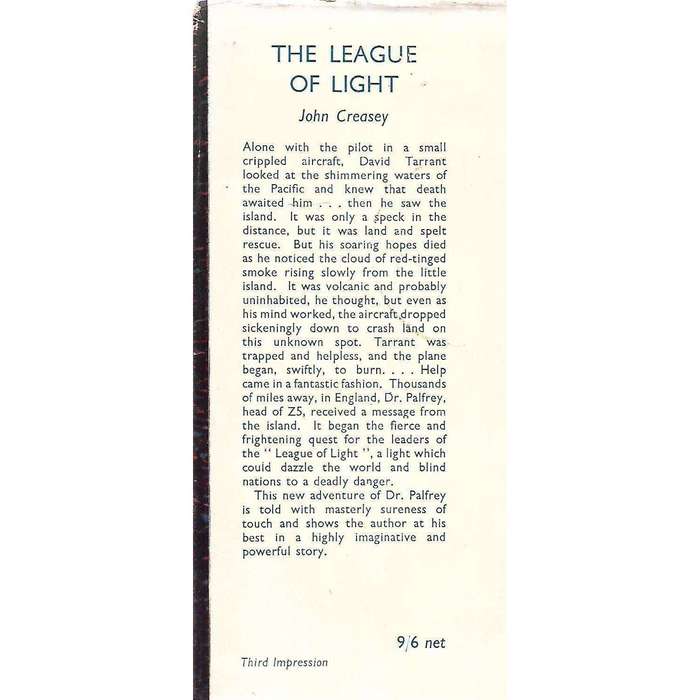 THE LEAGUE
OF LIGHT
John Creasey
Alone with the pilot in a small
crippled aircraft, David Tarrant
looked at the shimmering waters of
the Pacific and knew that death
awaited him . . . then he saw the
island. It was only a speck in the
distance, but it was land and spelt
rescue. But his soaring hopes died
as he noticed the cloud of red-tinged
smoke rising slowly from the little
island. It was volcanic and probably
uninhabited, he thought, but even as
his mind worked, the aircraft dropped
sickeningly down to crash land on
this unknown spot. Tarrant was
trapped and helpless, and the plane
began, swiftly, to burn. . . . Help
came in a fantastic fashion. Thousands
of miles away, in England, Dr. Palfrey,
head of Z5, received a message from
the island. It began the fierce and
frightening quest for the leaders of
the " League of Light ", a light which
could dazzle the world and blind
nations to a deadly danger.
This new adventure of Dr. Palfrey
is told with masterly sureness of
touch and shows the author at his
best in a highly imaginative and
powerful story.
9/6 net
Third Impression